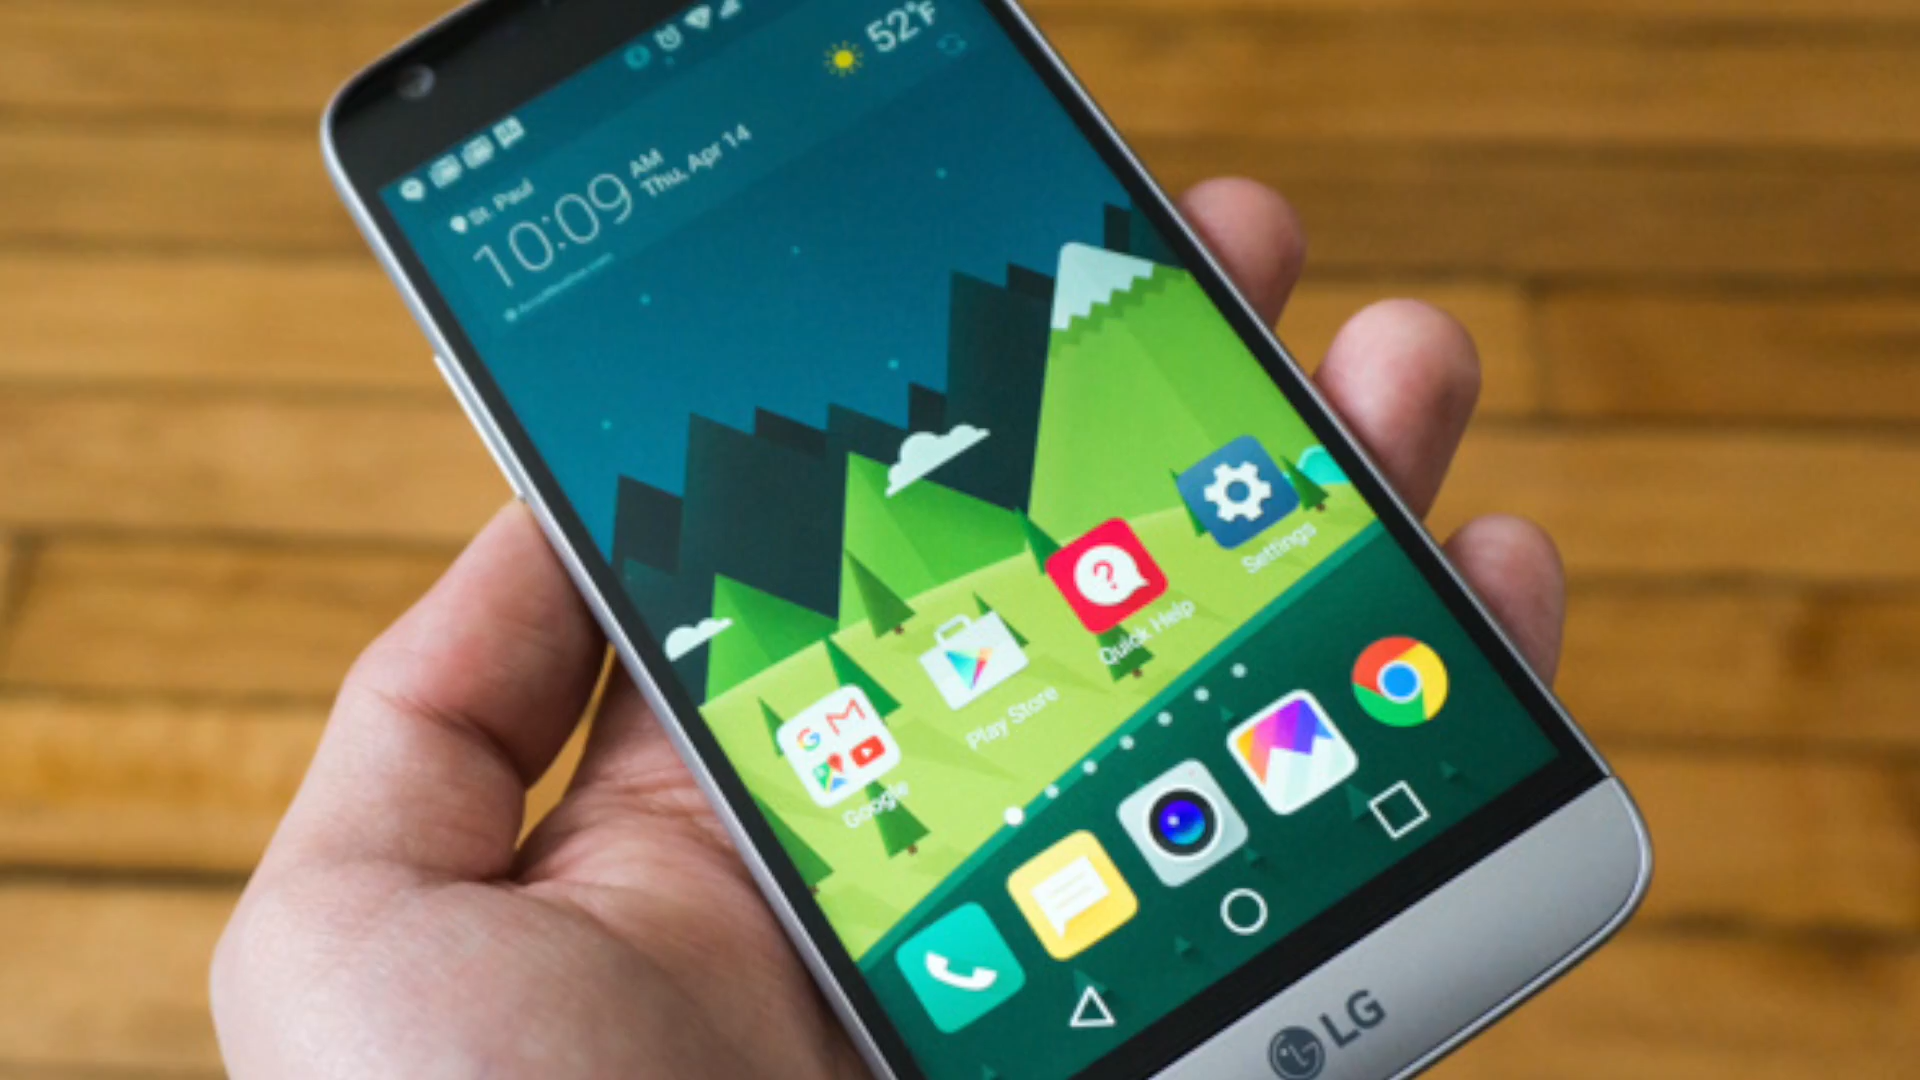 52°F
St. Paul
10:09 AM
Thu, Apr 14
Settings
Quick Help
Play Store
Google
LG